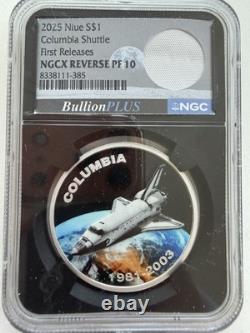 2025 Niue S$1
Columbia Shuttle
First Releases
NGCX REVERSE PF 10
8338111-385
BullionPLUS
NGC
COLUMBIA
1981-2003